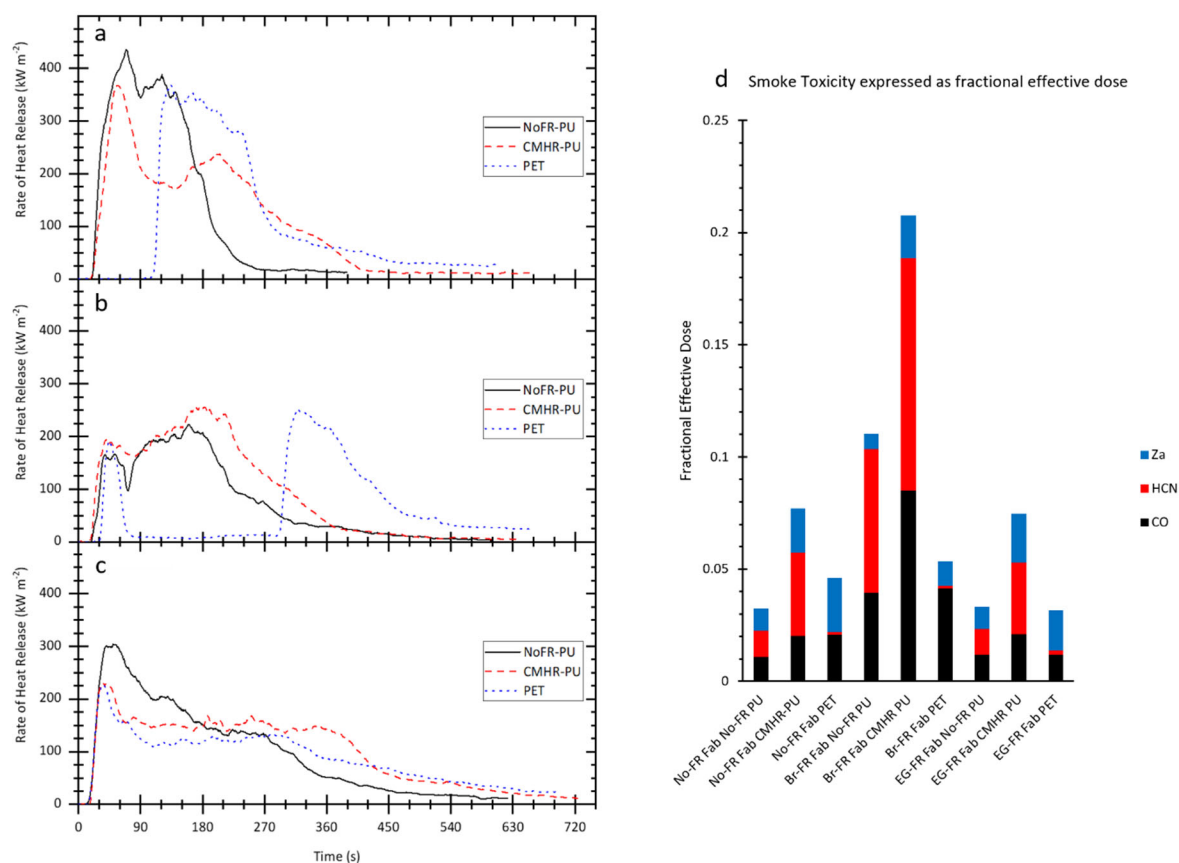 a
Rate of Heat Release (kW m⁻²)
400
300
200
100
0
NoFR-PU
CMHR-PU
PET
b
Rate of Heat Release (kW m⁻²)
400
300
200
100
0
NoFR-PU
CMHR-PU
PET
c
Rate of Heat Release (kW m⁻²)
400
300
200
100
0
NoFR-PU
CMHR-PU
PET
0 90 180 270 360 450 540 630 720
Time (s)
d Smoke Toxicity expressed as fractional effective dose
Fractional Effective Dose
0.25
0.2
0.15
0.1
0.05
0
Za
HCN
CO
No-FR Fab No-FR PU
No-FR Fab CMHR-PU
No-FR Fab PET
Br-FR Fab No-FR PU
Br-FR Fab CMHR PU
Br-FR Fab PET
EG-FR Fab No-FR PU
EG-FR Fab CMHR PU
EG-FR Fab PET